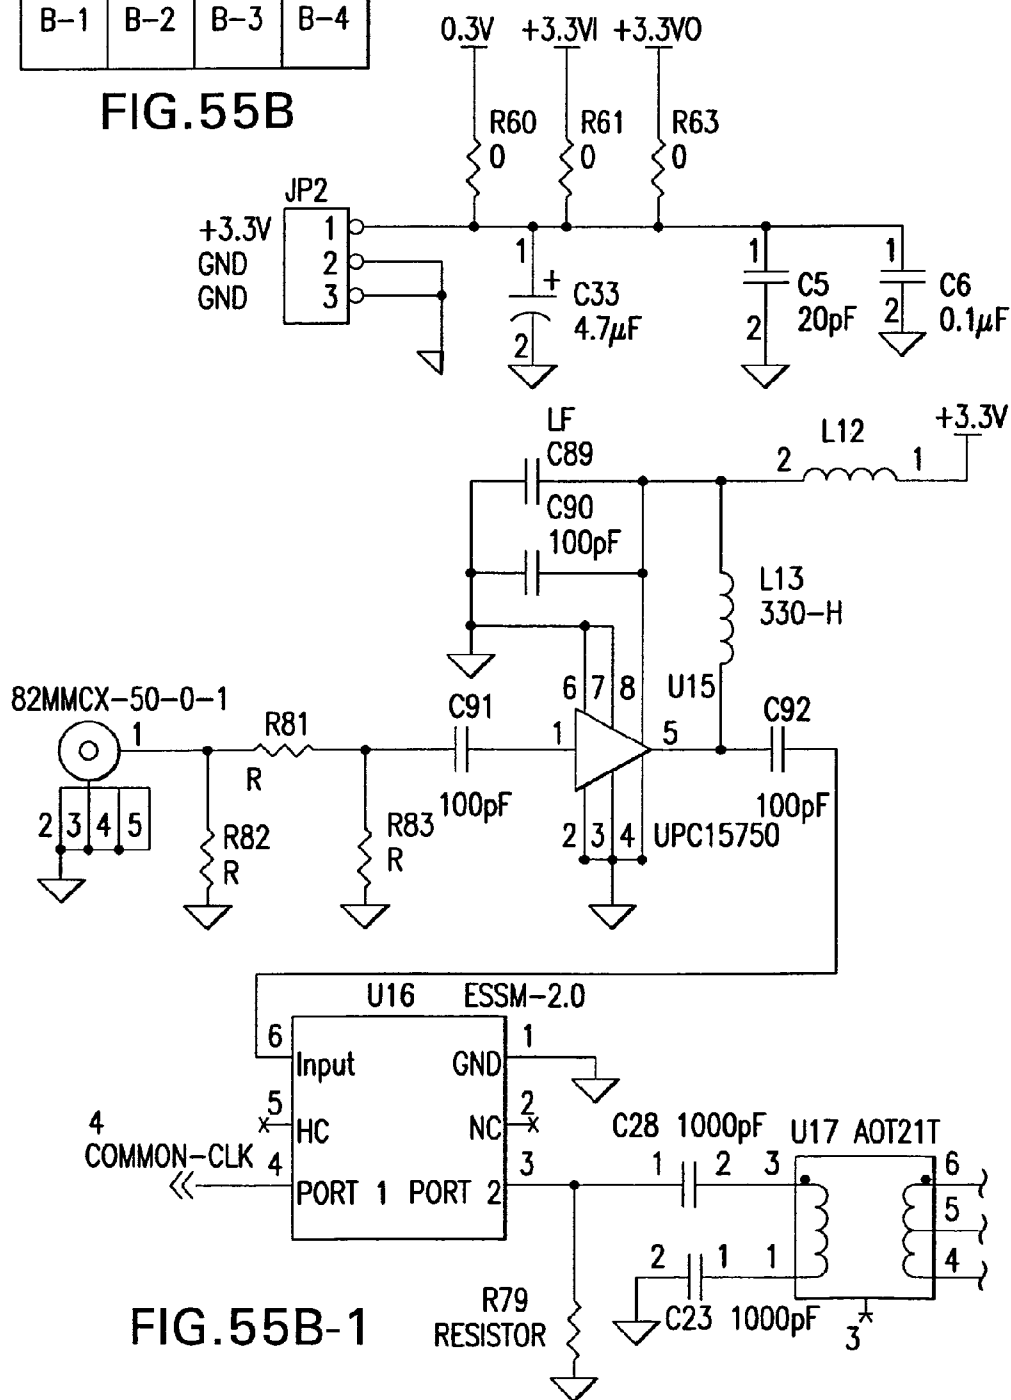 B-1 B-2 B-3 B-4
FIG.55B
0.3V +3.3VI +3.3VO
R60 R61 R63
0 0 0
JP2
+3.3V 1
GND 2
GND 3
1 + C33
4.7μF
2
1 C5
20pF
2
1 C6
0.1μF
2
LF
C89
C90
100pF
2 L12 1 +3.3V
L13
330-H
82MMCX-50-0-1
1
2 3 4 5
R81
R
R82
R
R83
R
C91
100pF
6 7 8 U15
1 5
2 3 4 UPC15750
C92
100pF
U16 ESSM-2.0
6 Input GND 1
5 HC NC 2
4
COMMON-CLK 4 PORT 1 PORT 2 3
C28 1000pF U17 AOT21T
1 2 3 6
5
2 1 1 4
C23 1000pF 3
R79
RESISTOR
FIG.55B-1